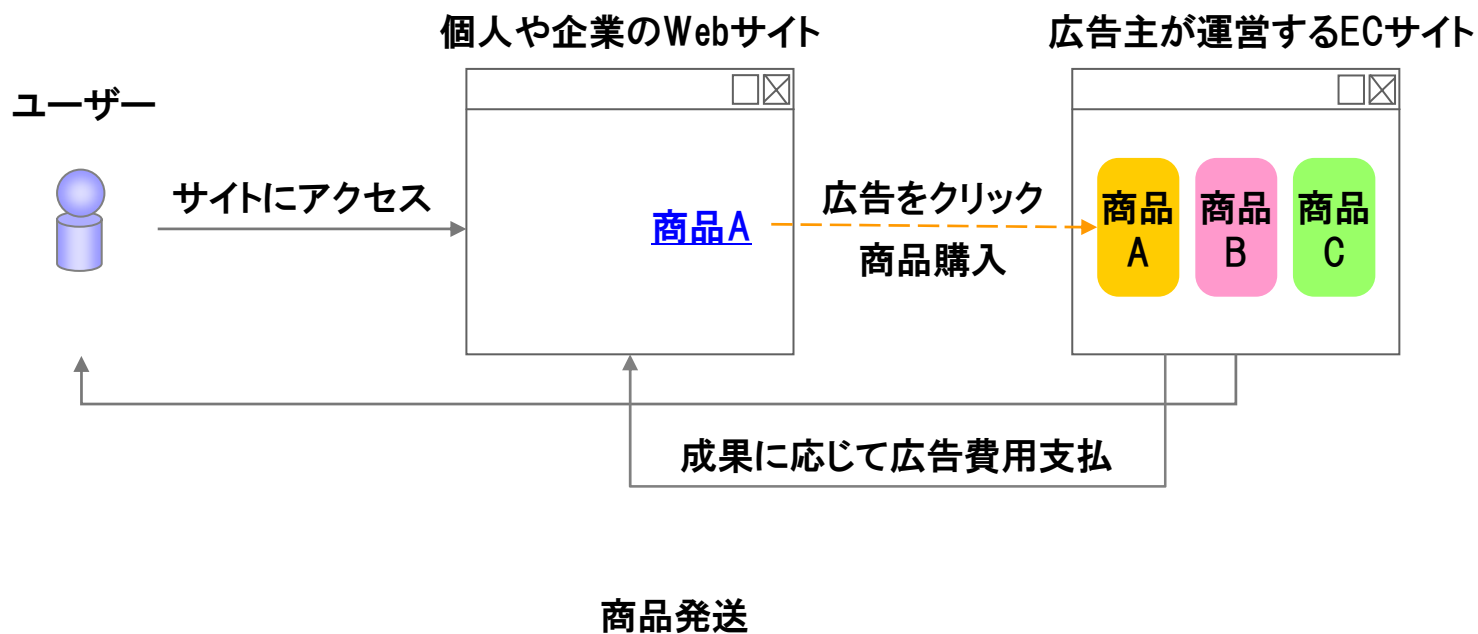 個人や企業のWebサイト
広告主が運営するECサイト
ユーザー
サイトにアクセス
商品A
広告をクリック
商品購入
商品
A
商品
B
商品
C
成果に応じて広告費用支払
商品発送